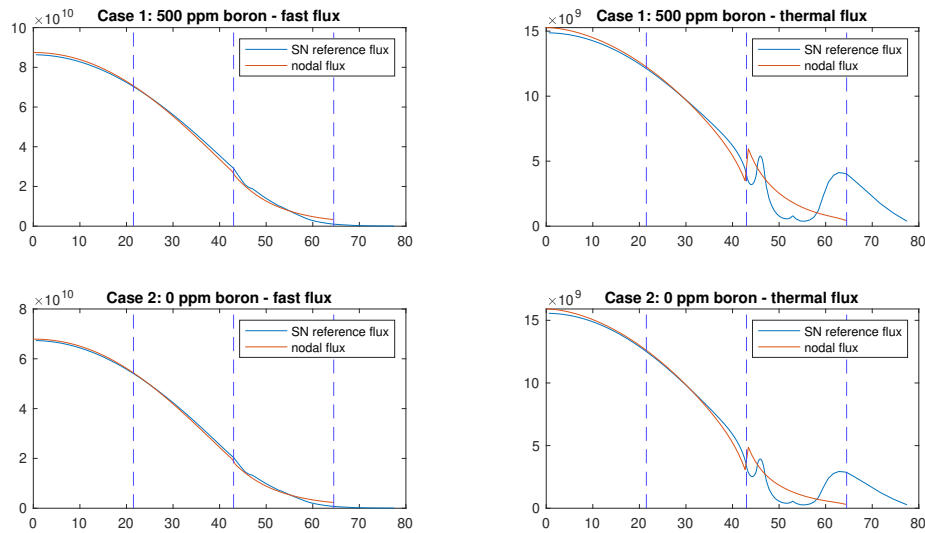 Case 1: 500 ppm boron - fast flux
×10^10
10
8
6
4
2
0
0 10 20 30 40 50 60 70 80
SN reference flux
nodal flux
Case 1: 500 ppm boron - thermal flux
×10^9
15
10
5
0
0 10 20 30 40 50 60 70 80
SN reference flux
nodal flux
Case 2: 0 ppm boron - fast flux
×10^10
8
6
4
2
0
0 10 20 30 40 50 60 70 80
SN reference flux
nodal flux
Case 2: 0 ppm boron - thermal flux
×10^9
15
10
5
0
0 10 20 30 40 50 60 70 80
SN reference flux
nodal flux